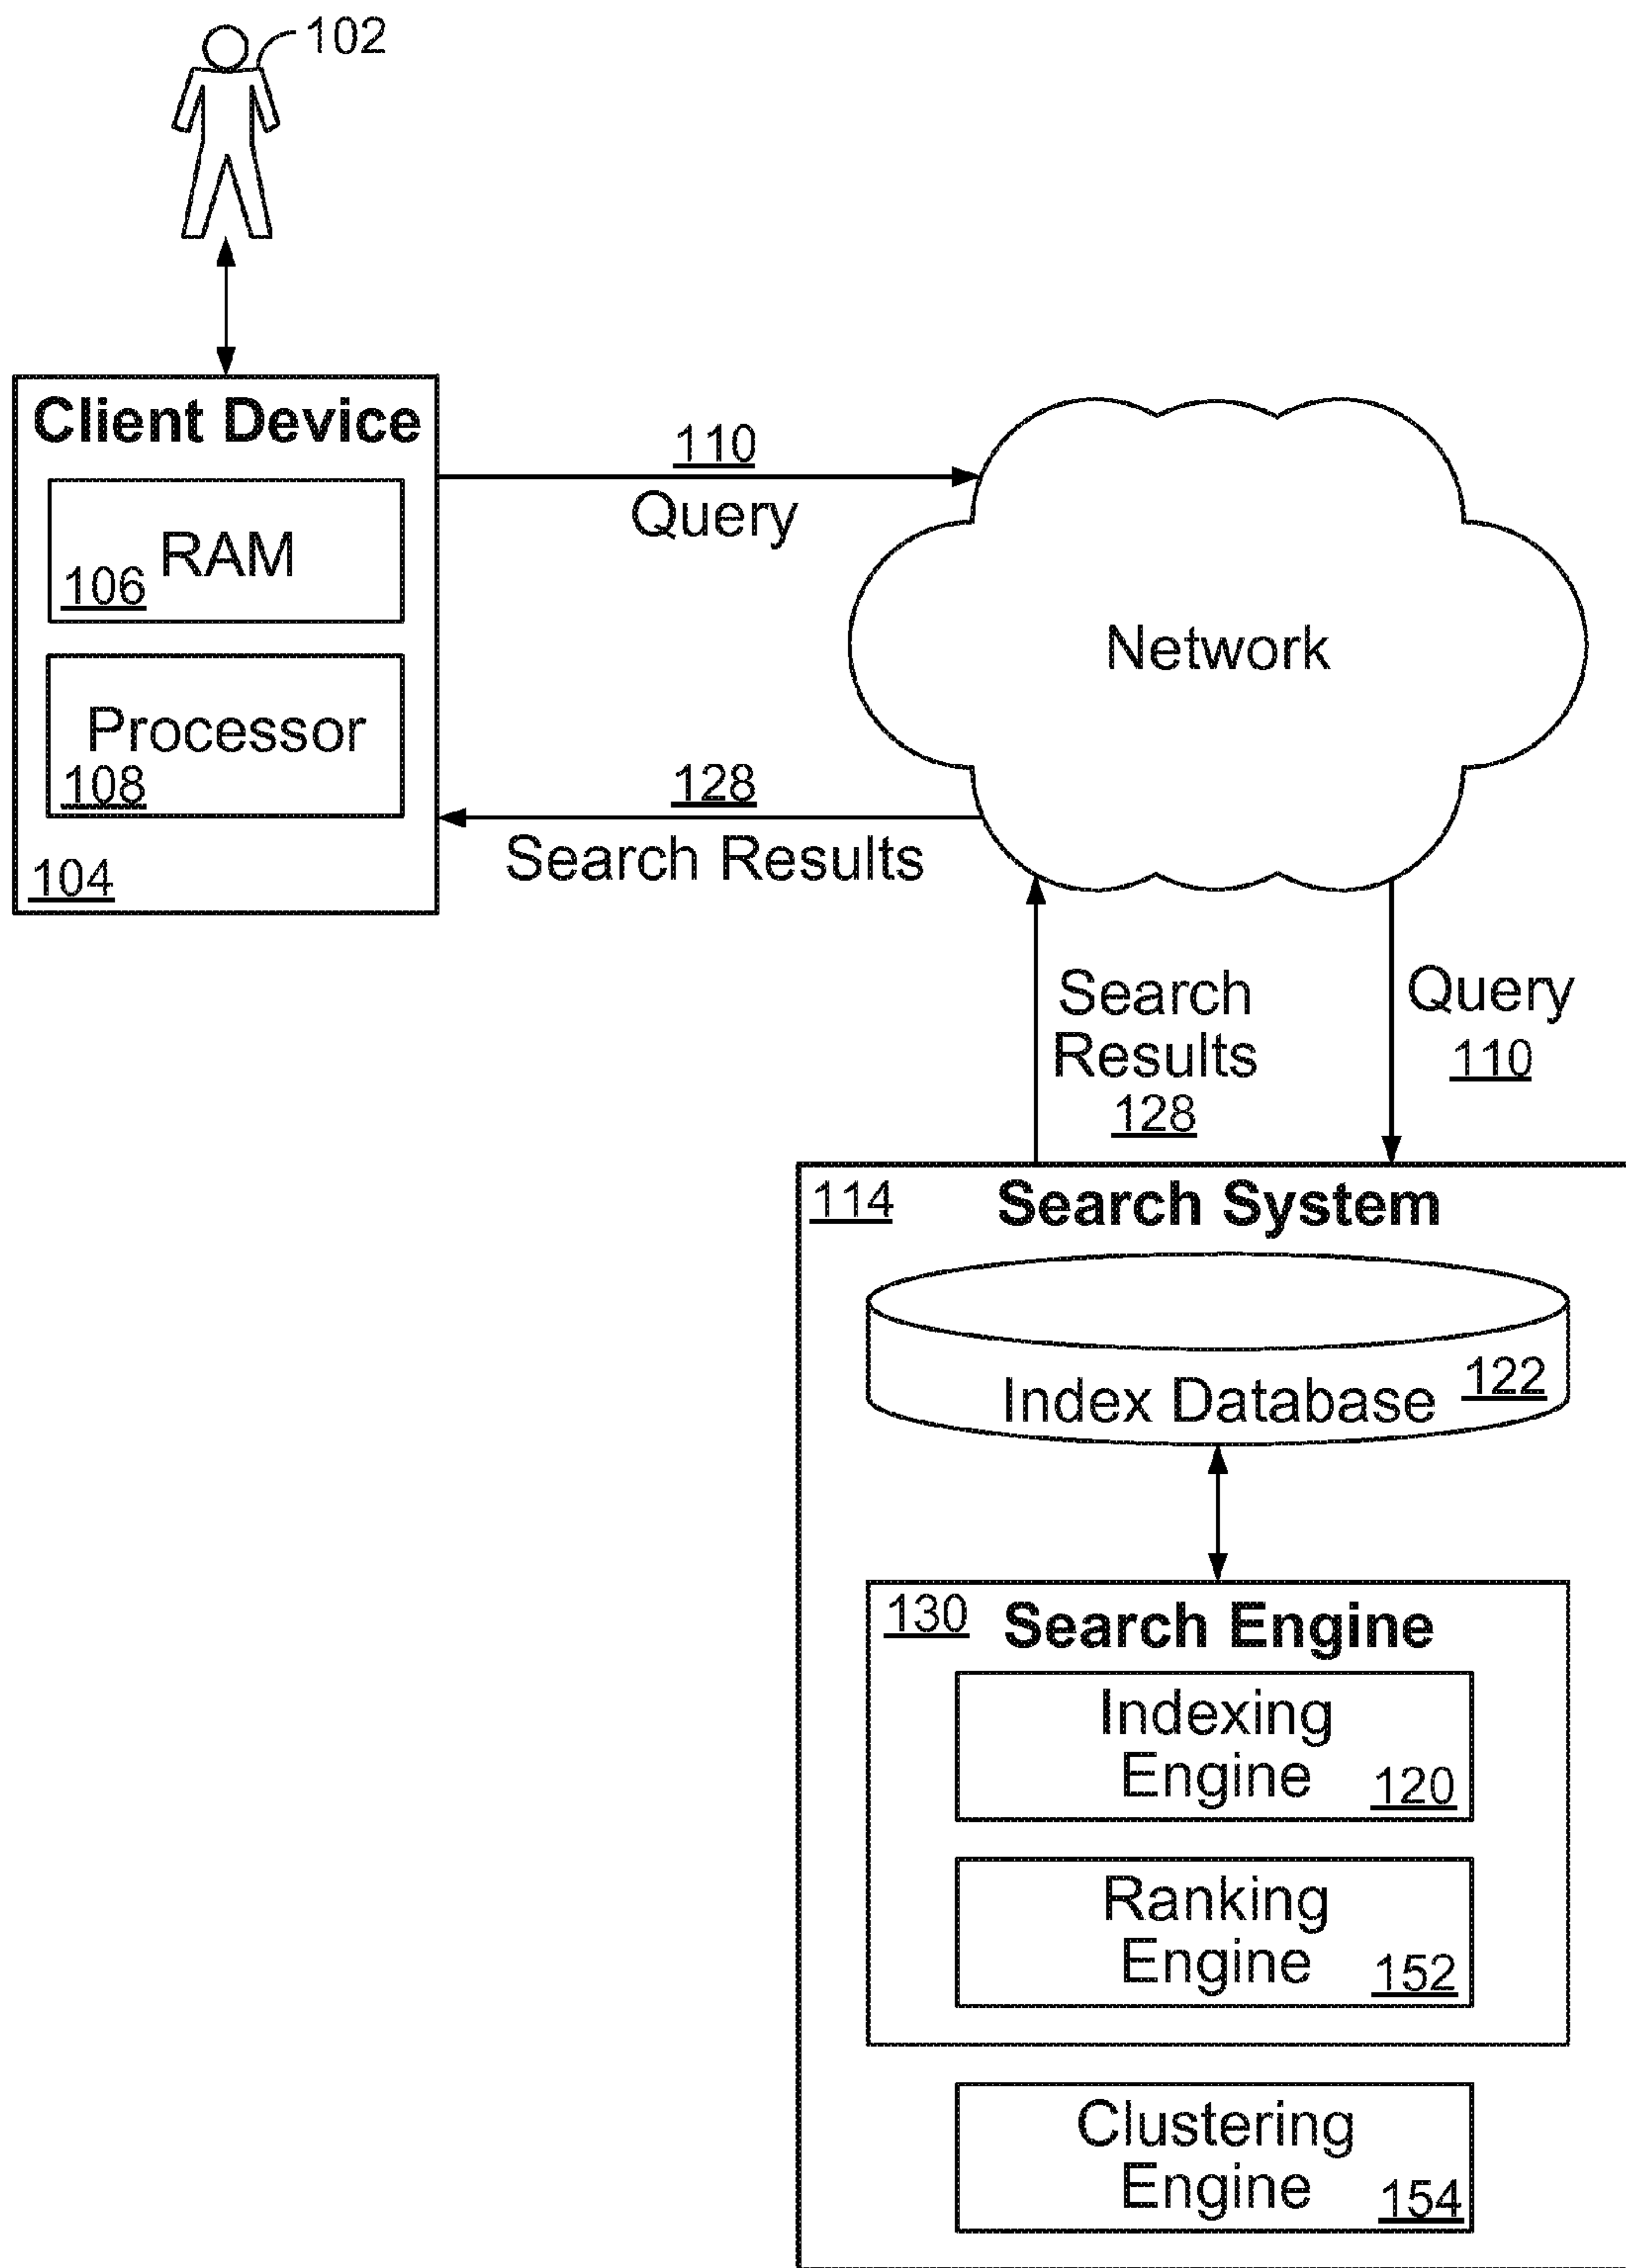 102
Client Device
RAM
106
Processor
108
104
110
Query
Network
128
Search Results
Search
Results
128
Query
110
114
Search System
Index Database
122
130
Search Engine
Indexing
Engine
120
Ranking
Engine
152
Clustering
Engine
154